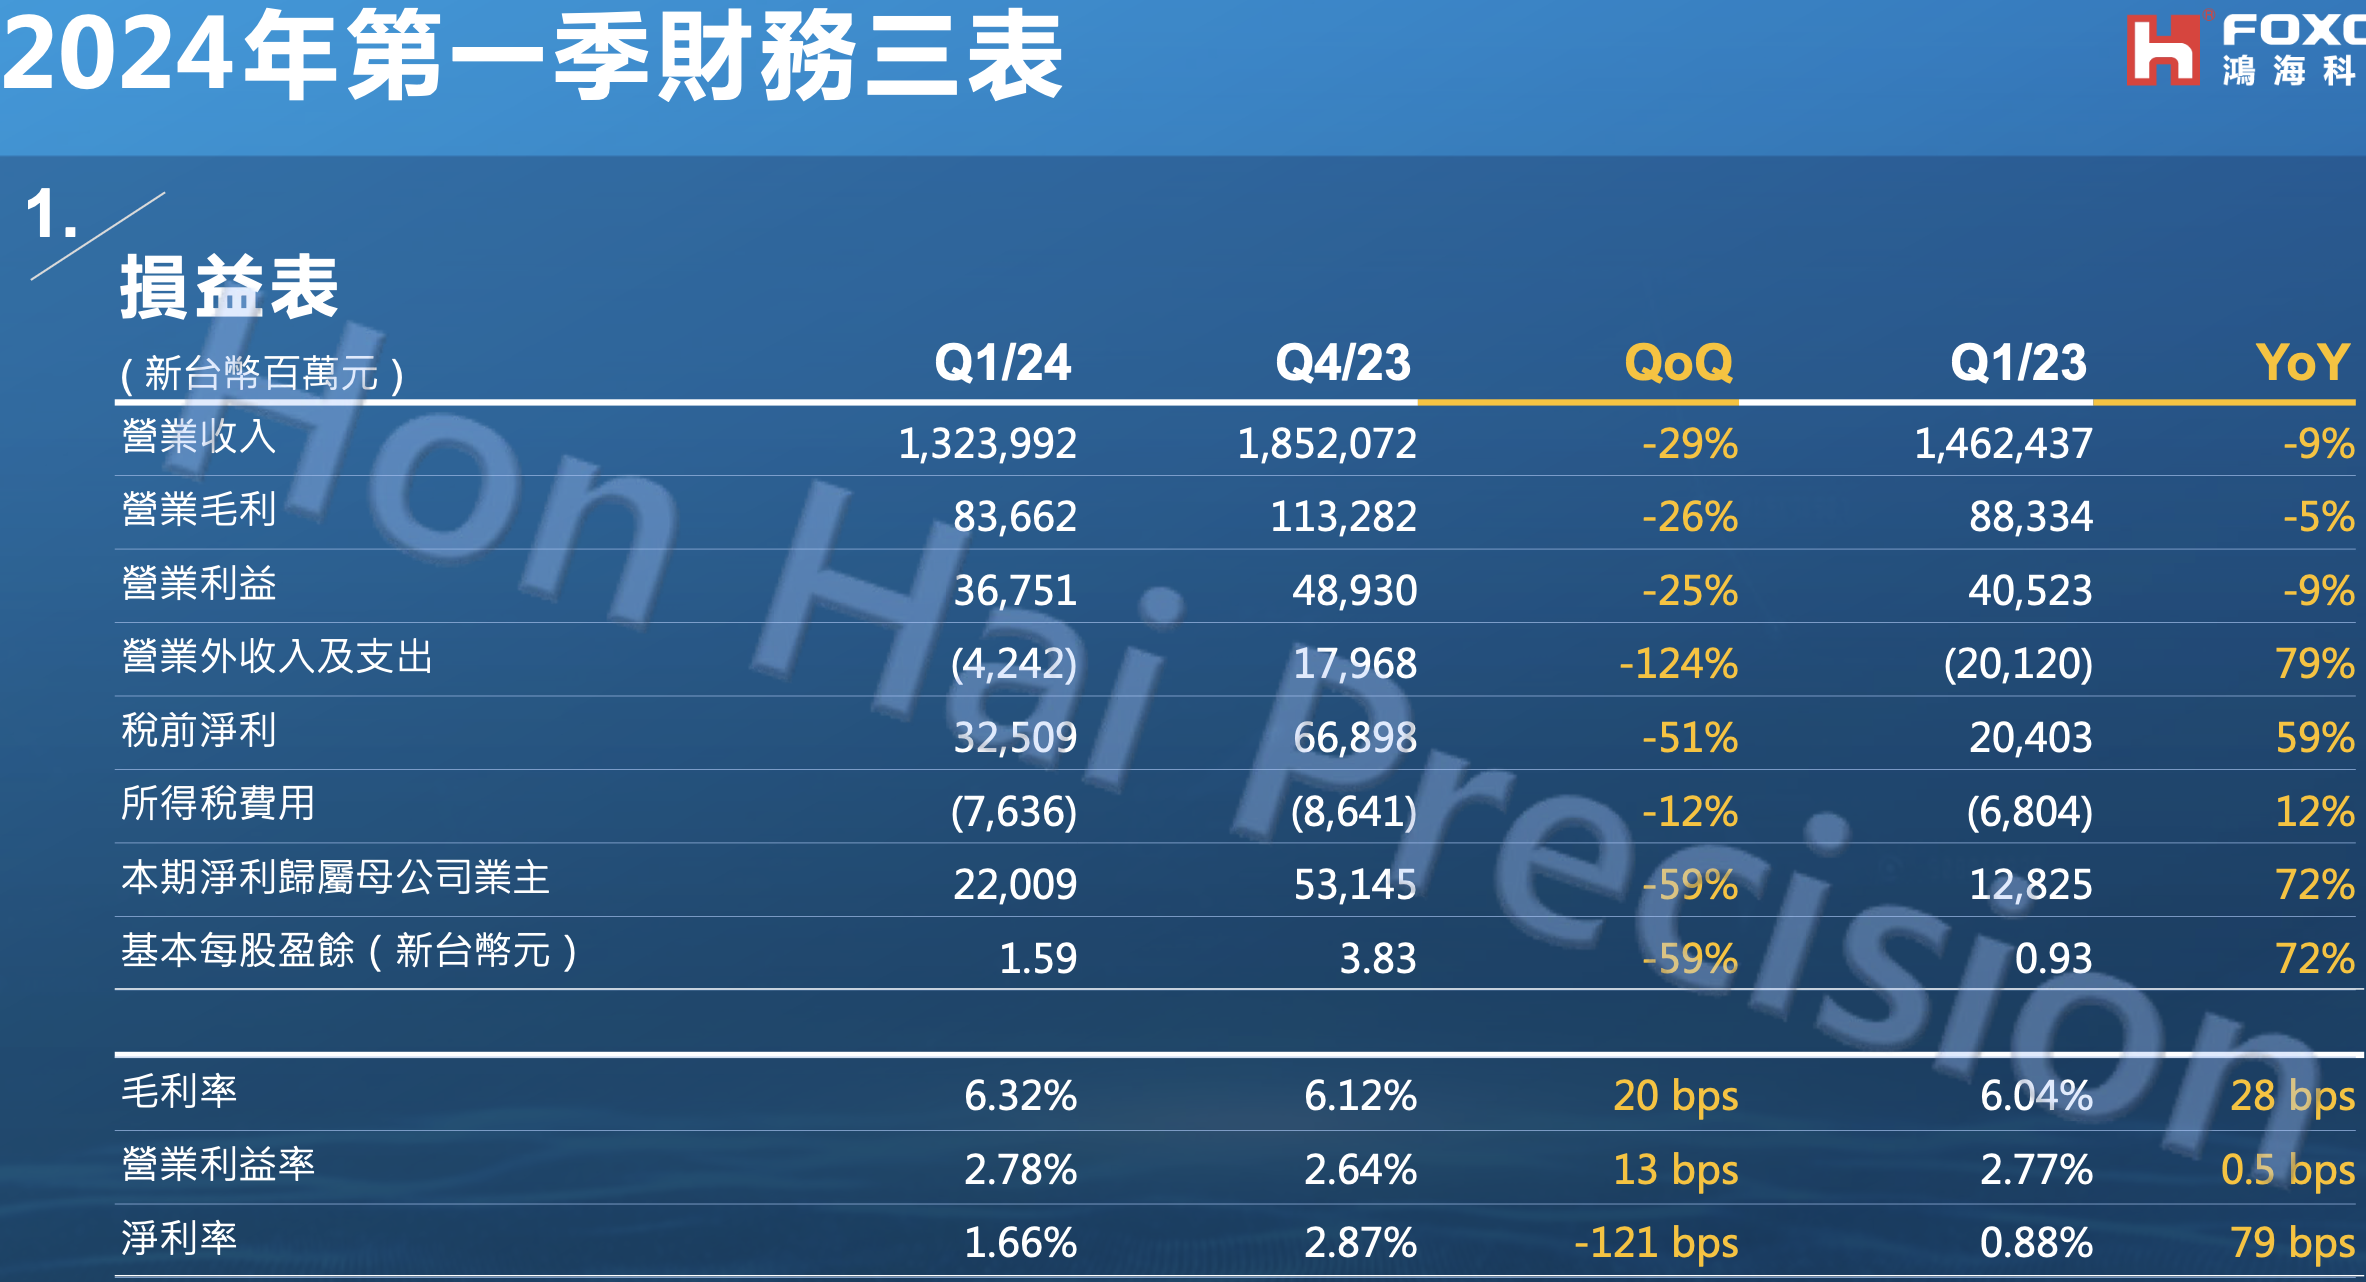 2024年第一季財務三表
FOXC
鴻海科
1.
損益表
(新台幣百萬元) Q1/24 Q4/23 QoQ Q1/23 YoY
營業收入 1,323,992 1,852,072 -29% 1,462,437 -9%
營業毛利 83,662 113,282 -26% 88,334 -5%
營業利益 36,751 48,930 -25% 40,523 -9%
營業外收入及支出 (4,242) 17,968 -124% (20,120) 79%
稅前淨利 32,509 66,898 -51% 20,403 59%
所得稅費用 (7,636) (8,641) -12% (6,804) 12%
本期淨利歸屬母公司業主 22,009 53,145 -59% 12,825 72%
基本每股盈餘(新台幣元) 1.59 3.83 -59% 0.93 72%
毛利率 6.32% 6.12% 20 bps 6.04% 28 bps
營業利益率 2.78% 2.64% 13 bps 2.77% 0.5 bps
淨利率 1.66% 2.87% -121 bps 0.88% 79 bps
Hon Hai Precision